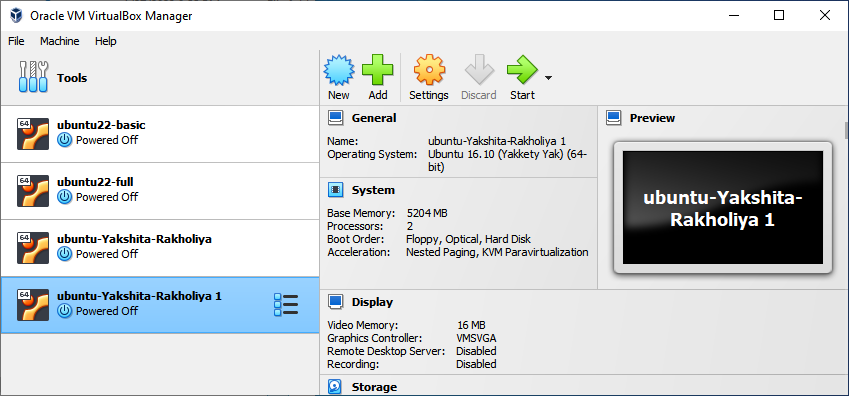 Oracle VM VirtualBox Manager
File Machine Help
Tools
New Add Settings Discard Start
64
ubuntu22-basic
Powered Off
64
ubuntu22-full
Powered Off
64
ubuntu-Yakshita-Rakholiya
Powered Off
64
ubuntu-Yakshita-Rakholiya 1
Powered Off
General
Name: ubuntu-Yakshita-Rakholiya 1
Operating System: Ubuntu 16.10 (Yakkety Yak) (64-
bit)
System
Base Memory: 5204 MB
Processors: 2
Boot Order: Floppy, Optical, Hard Disk
Acceleration: Nested Paging, KVM Paravirtualization
Preview
ubuntu-Yakshita-
Rakholiya 1
Display
Video Memory: 16 MB
Graphics Controller: VMSVGA
Remote Desktop Server: Disabled
Recording: Disabled
Storage